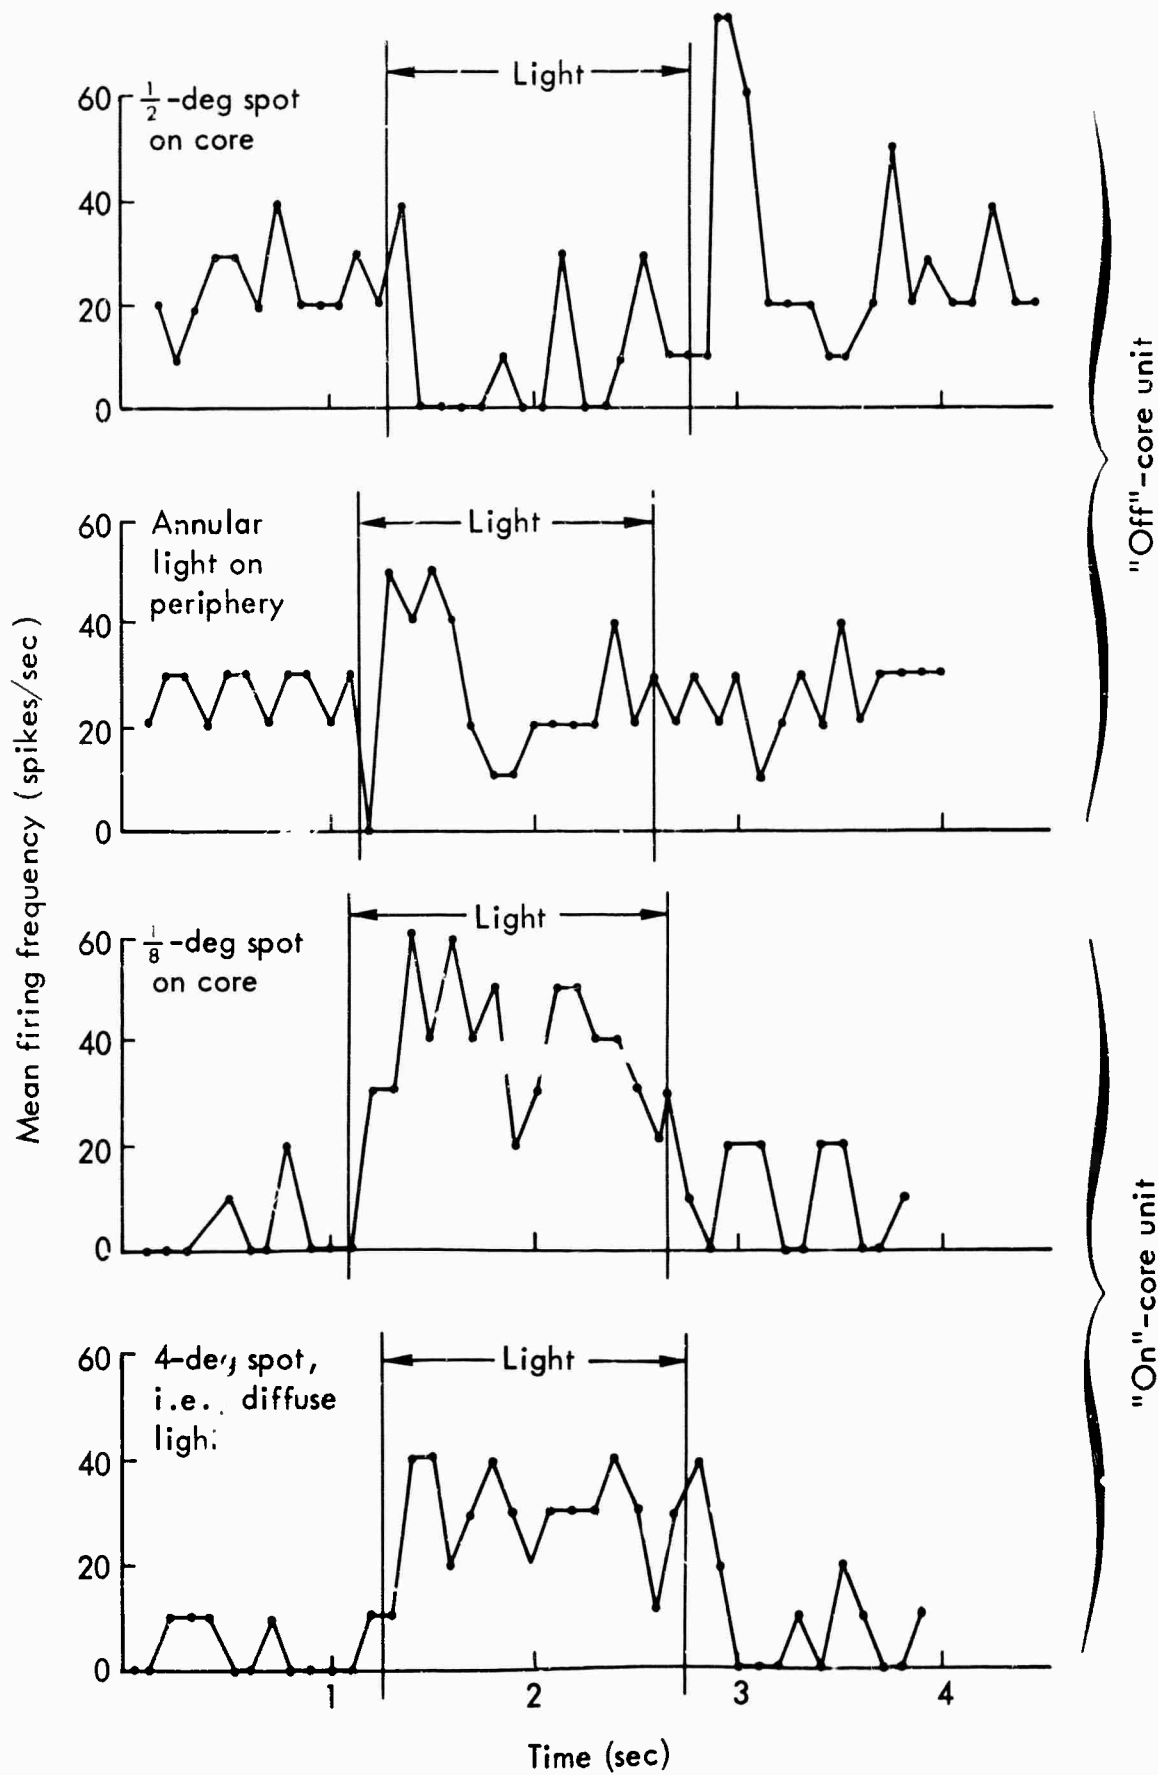 Mean firing frequency (spikes/sec)
1/2-deg spot
on core
Light
60
40
20
0
Annular
light on
periphery
Light
60
40
20
0
"Off"-core unit
1/8-deg spot
on core
Light
60
40
20
0
4-deg spot,
i.e., diffuse
light
Light
60
40
20
0
"On"-core unit
1 2 3 4
Time (sec)